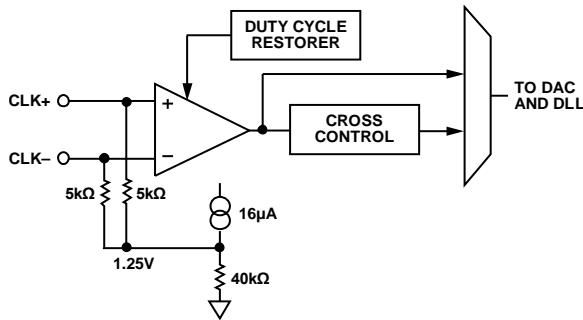 DUTY CYCLE
RESTORER
CLK+
+
TO DAC
AND DLL
CROSS
CONTROL
CLK–
–
5kΩ
5kΩ
16µA
1.25V
40kΩ